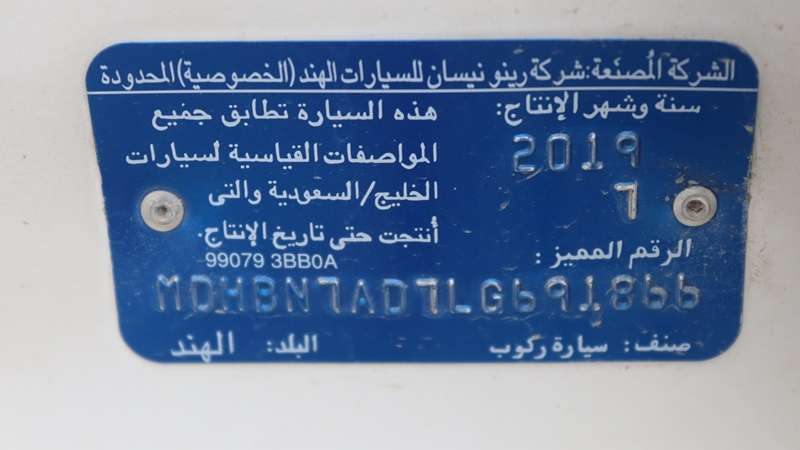 الشركة المُصنّعة: شركة رينو نيسان للسيارات الهند (الخصوصية) المحدودة
سنة وشهر الإنتاج:
2019
7
هذه السيارة تطابق جميع
المواصفات القياسية لسيارات
الخليج/السعودية والتى
أُنتجت حتى تاريخ الإنتاج.
99079 3BB0A
الرقم المميز :
MDHBN7AD7LG691866
صنف: سيارة ركوب
البلد: الهند